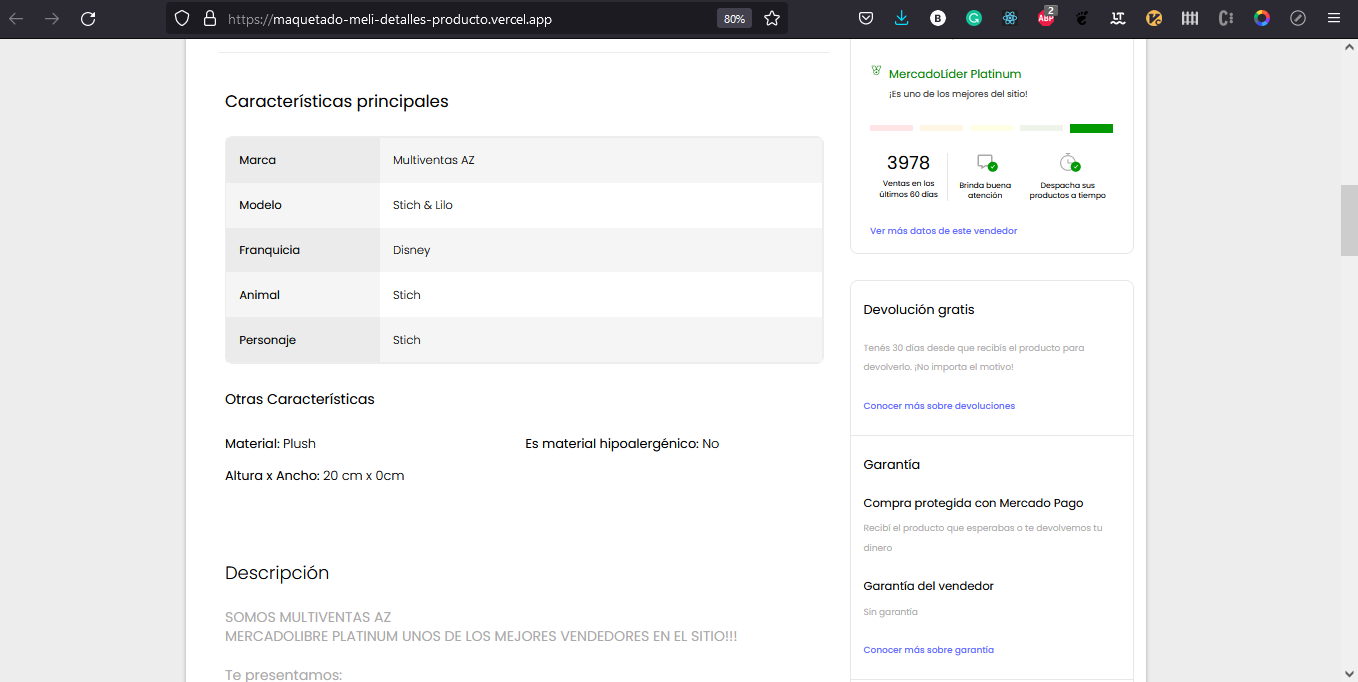 https://maquetado-meli-detalles-producto.vercel.app
80%
2
ABP
Características principales
Marca Multiventas AZ
Modelo Stich & Lilo
Franquicia Disney
Animal Stich
Personaje Stich
Otras Características
Material: Plush Es material hipoalergénico: No
Altura x Ancho: 20 cm x 0cm
Descripción
SOMOS MULTIVENTAS AZ
MERCADOLIBRE PLATINUM UNOS DE LOS MEJORES VENDEDORES EN EL SITIO!!!
Te presentamos:
MercadoLíder Platinum
¡Es uno de los mejores del sitio!
3978
Ventas en los
últimos 60 días
Brinda buena
atención
Despacha sus
productos a tiempo
Ver más datos de este vendedor
Devolución gratis
Tenés 30 días desde que recibís el producto para
devolverlo. ¡No importa el motivo!
Conocer más sobre devoluciones
Garantía
Compra protegida con Mercado Pago
Recibí el producto que esperabas o te devolvemos tu
dinero
Garantía del vendedor
Sin garantía
Conocer más sobre garantía